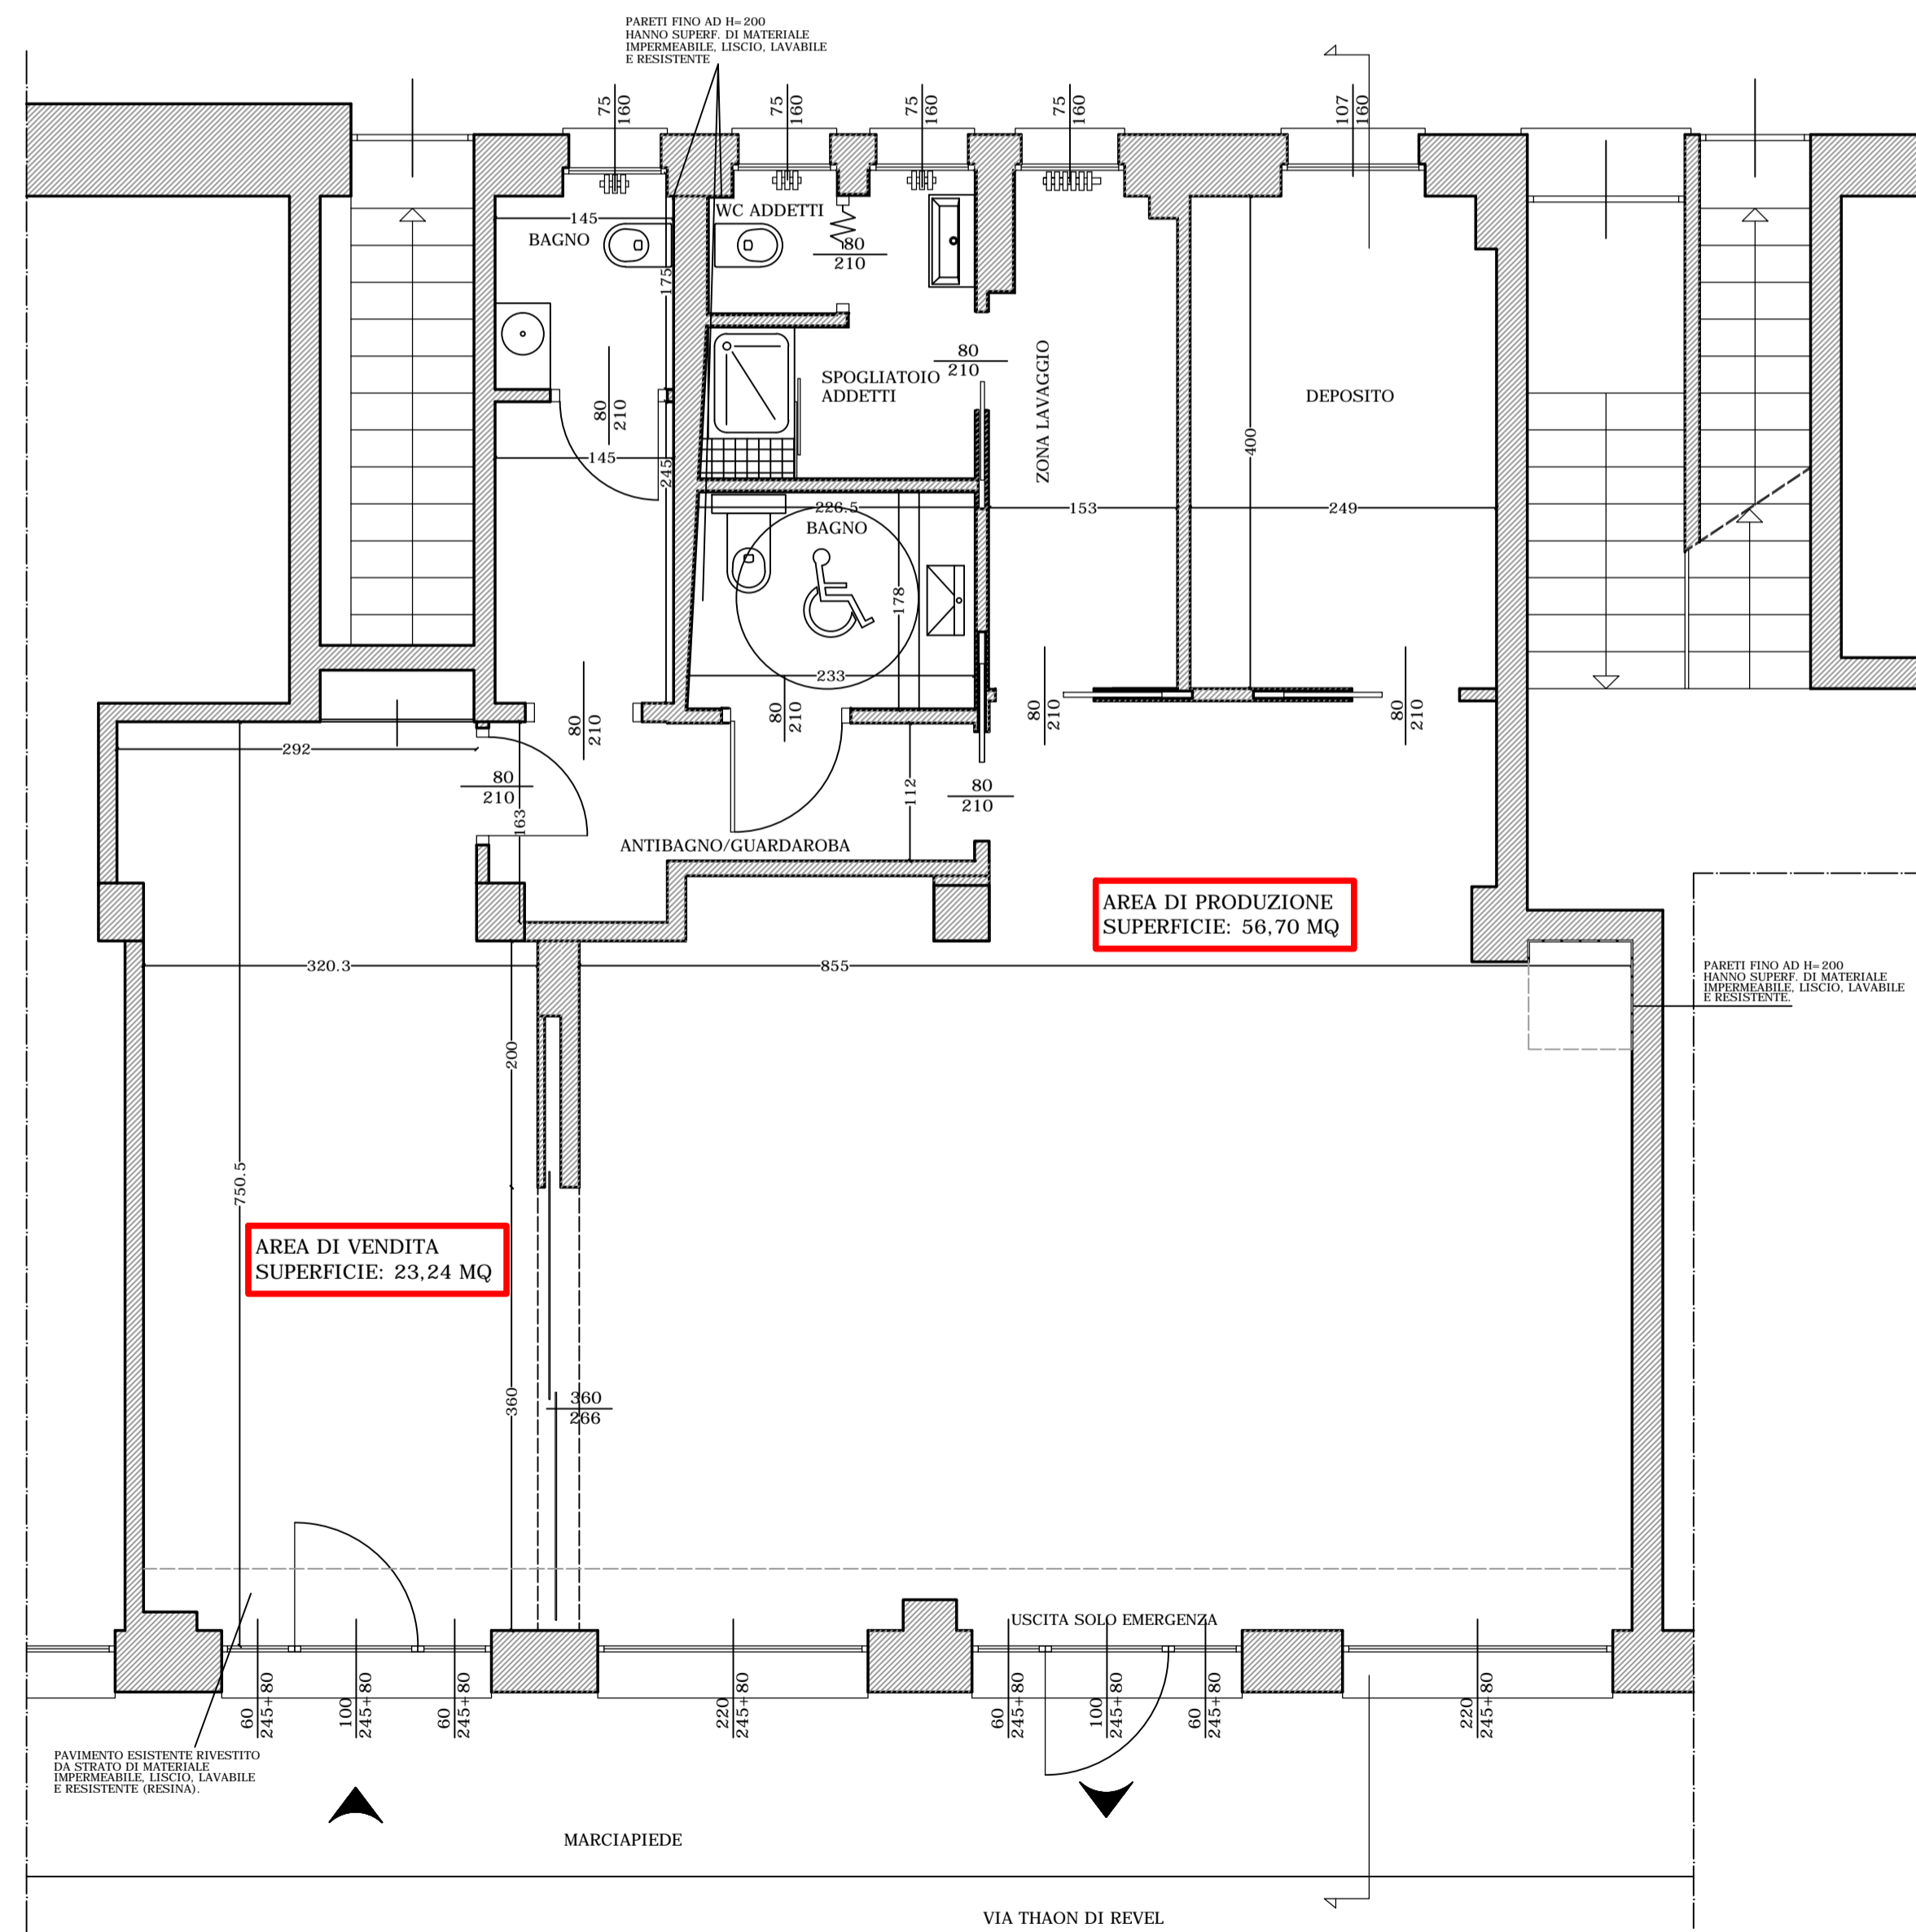 PARETI FINO AD H=200
HANNO SUPERF. DI MATERIALE
IMPERMEABILE, LISCIO, LAVABILE
E RESISTENTE
75
160
75
160
75
160
75
160
107
160
145
BAGNO
WC ADDETTI
80
210
175
80
210
SPOGLIATOIO
ADDETTI
80
210
ZONA LAVAGGIO
DEPOSITO
400
145
245
226.5
BAGNO
153
249
178
233
80
210
80
210
80
210
80
210
292
80
210
163
112
80
210
ANTIBAGNO/GUARDAROBA
AREA DI PRODUZIONE
SUPERFICIE: 56,70 MQ
320.3
855
PARETI FINO AD H=200
HANNO SUPERF. DI MATERIALE
IMPERMEABILE, LISCIO, LAVABILE
E RESISTENTE.
200
750.5
AREA DI VENDITA
SUPERFICIE: 23,24 MQ
360
360
266
USCITA SOLO EMERGENZA
60
245+80
100
245+80
60
245+80
220
245+80
60
245+80
100
245+80
60
245+80
220
245+80
PAVIMENTO ESISTENTE RIVESTITO
DA STRATO DI MATERIALE
IMPERMEABILE, LISCIO, LAVABILE
E RESISTENTE (RESINA).
MARCIAPIEDE
VIA THAON DI REVEL